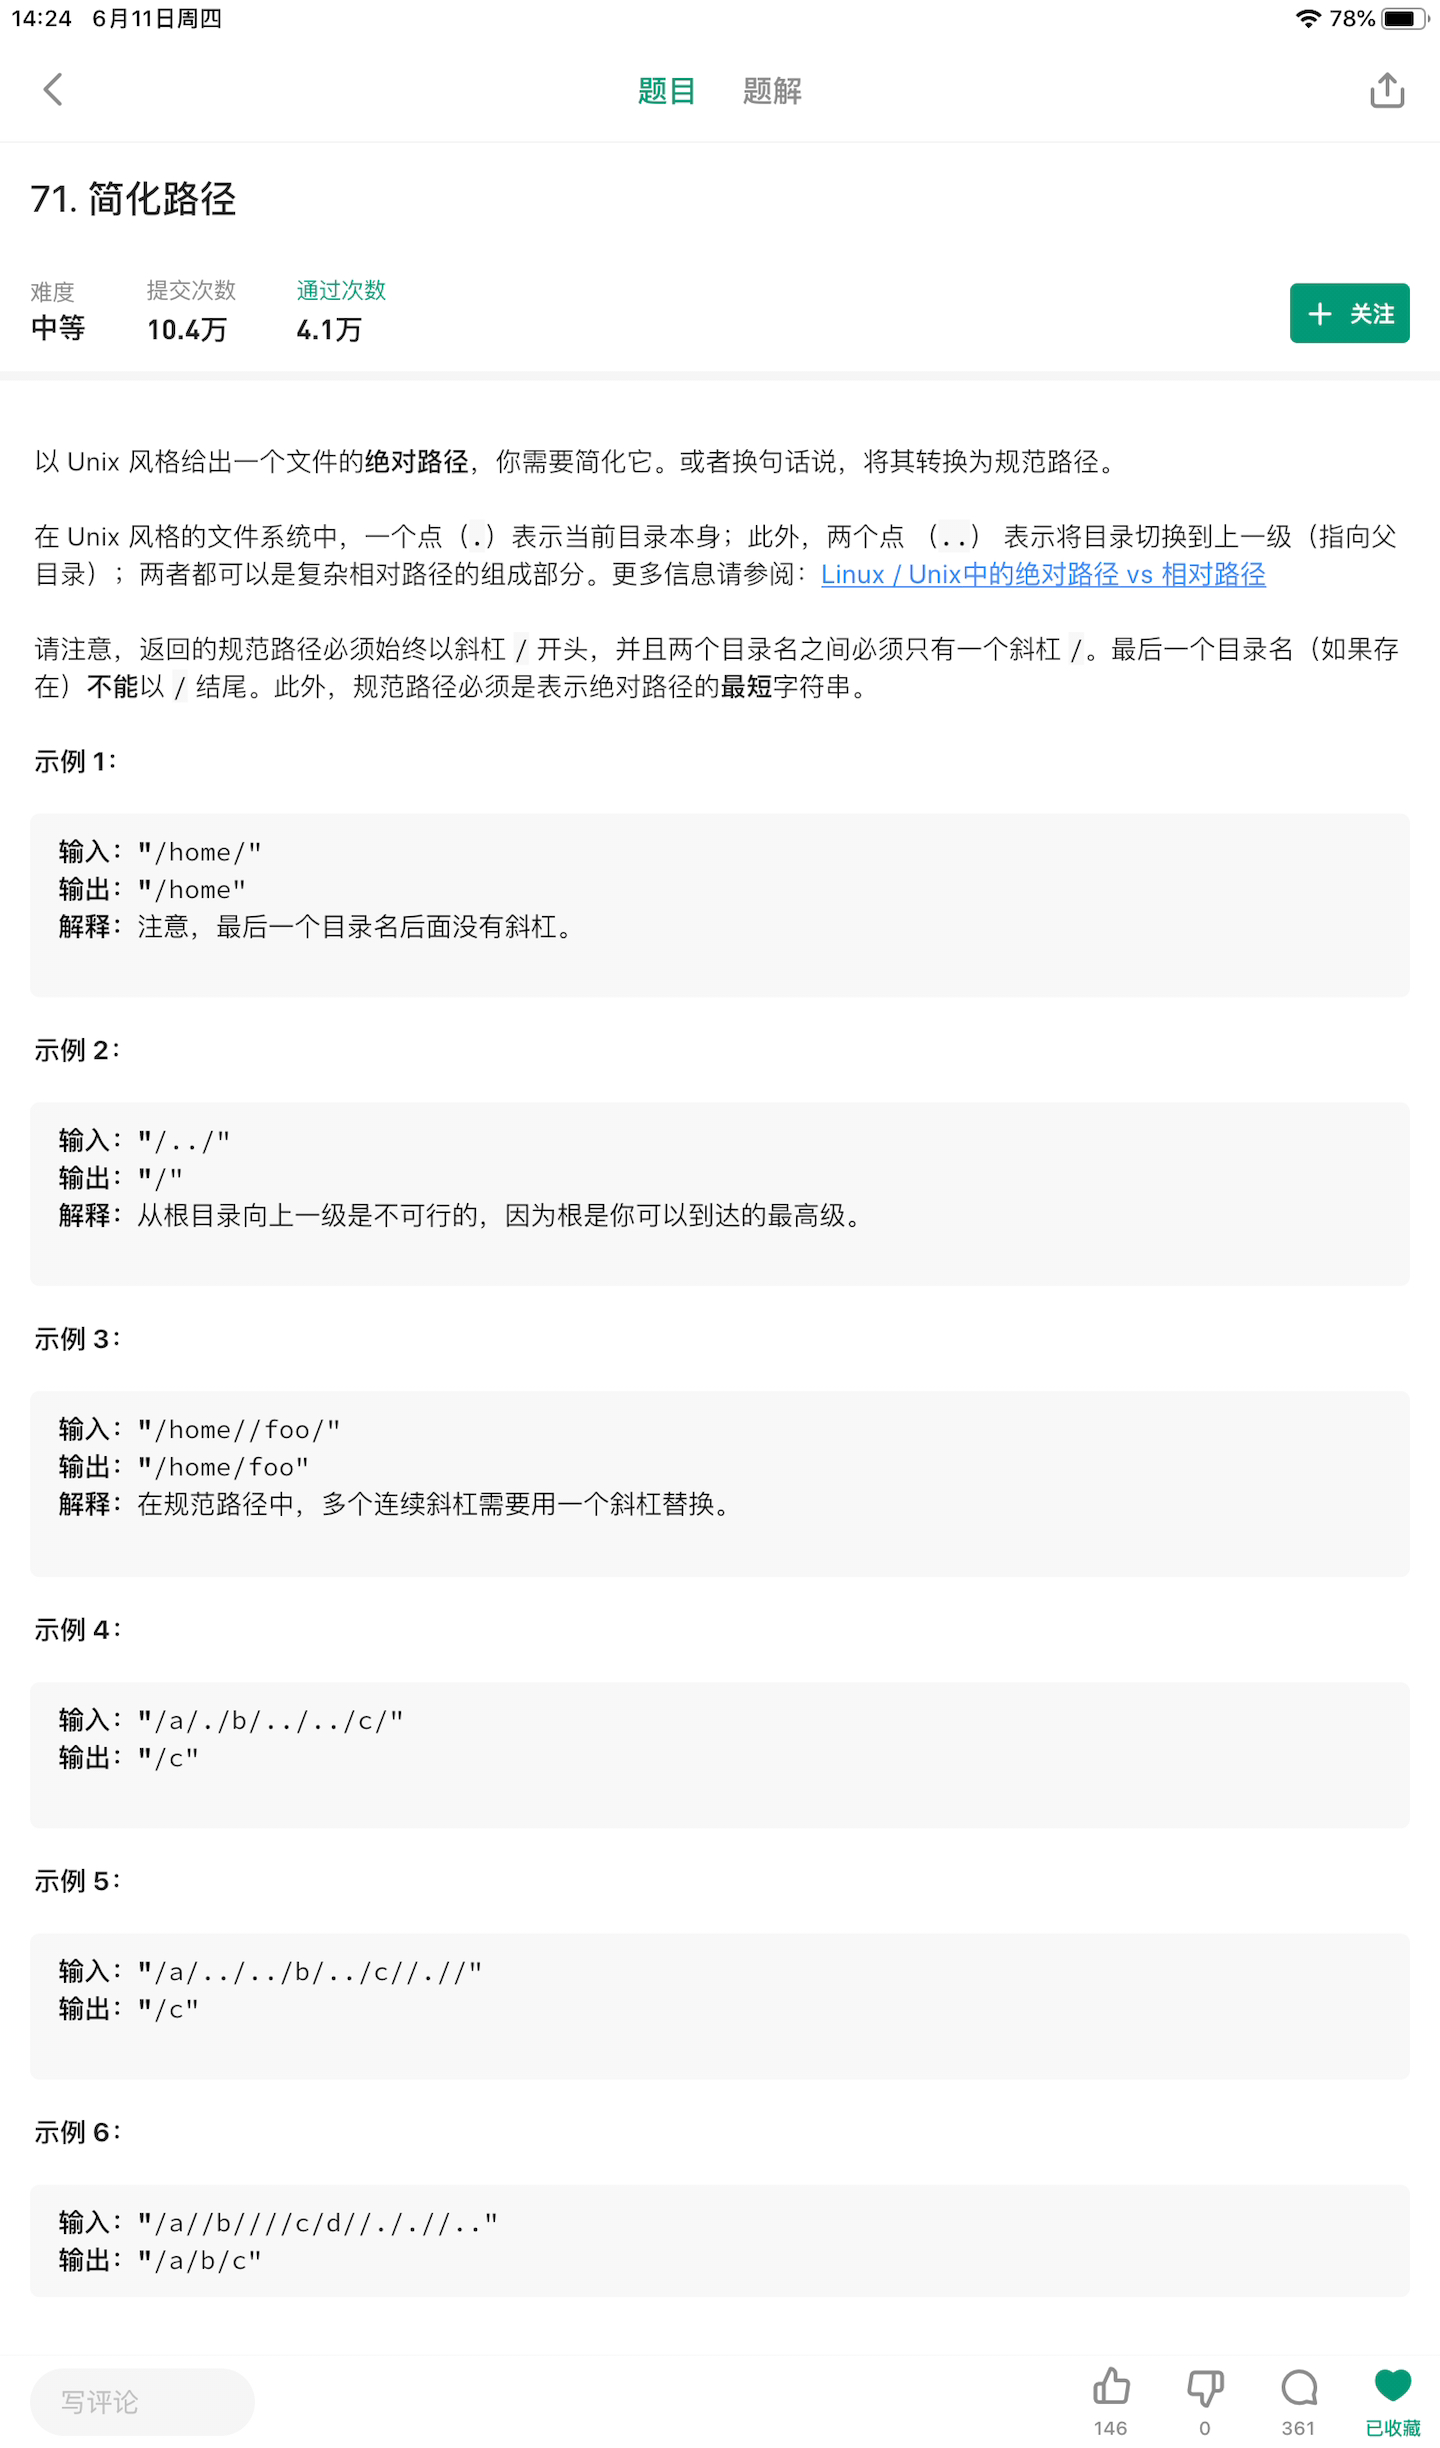 14:24 6月11日周四 78%
题目 题解
71. 简化路径
难度 提交次数 通过次数
中等 10.4万 4.1万
+ 关注
以 Unix 风格给出一个文件的绝对路径，你需要简化它。或者换句话说，将其转换为规范路径。
在 Unix 风格的文件系统中，一个点（.）表示当前目录本身；此外，两个点 （..） 表示将目录切换到上一级（指向父
目录）；两者都可以是复杂相对路径的组成部分。更多信息请参阅：Linux / Unix中的绝对路径 vs 相对路径
请注意，返回的规范路径必须始终以斜杠 / 开头，并且两个目录名之间必须只有一个斜杠 /。最后一个目录名（如果存
在）不能以 / 结尾。此外，规范路径必须是表示绝对路径的最短字符串。
示例 1：
输入："/home/"
输出："/home"
解释：注意，最后一个目录名后面没有斜杠。
示例 2：
输入："/../"
输出："/"
解释：从根目录向上一级是不可行的，因为根是你可以到达的最高级。
示例 3：
输入："/home//foo/"
输出："/home/foo"
解释：在规范路径中，多个连续斜杠需要用一个斜杠替换。
示例 4：
输入："/a/./b/../../c/"
输出："/c"
示例 5：
输入："/a/../../b/../c//.//"
输出："/c"
示例 6：
输入："/a//b////c/d//././/.."
输出："/a/b/c"
写评论
146 0 361 已收藏